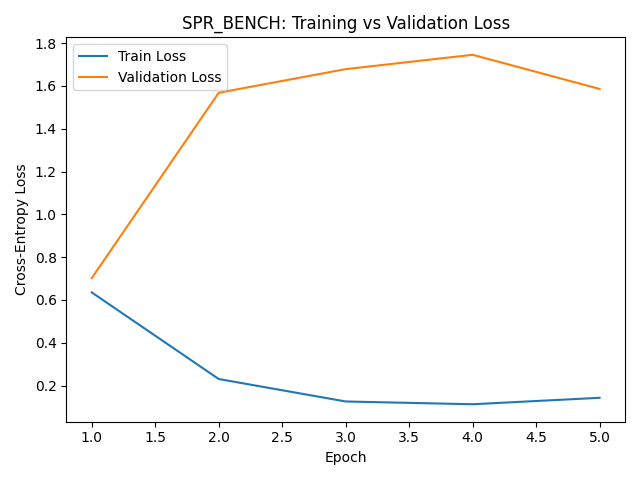 SPR_BENCH: Training vs Validation Loss
Train Loss
Validation Loss
Cross-Entropy Loss
1.8
1.6
1.4
1.2
1.0
0.8
0.6
0.4
0.2
1.0 1.5 2.0 2.5 3.0 3.5 4.0 4.5 5.0
Epoch